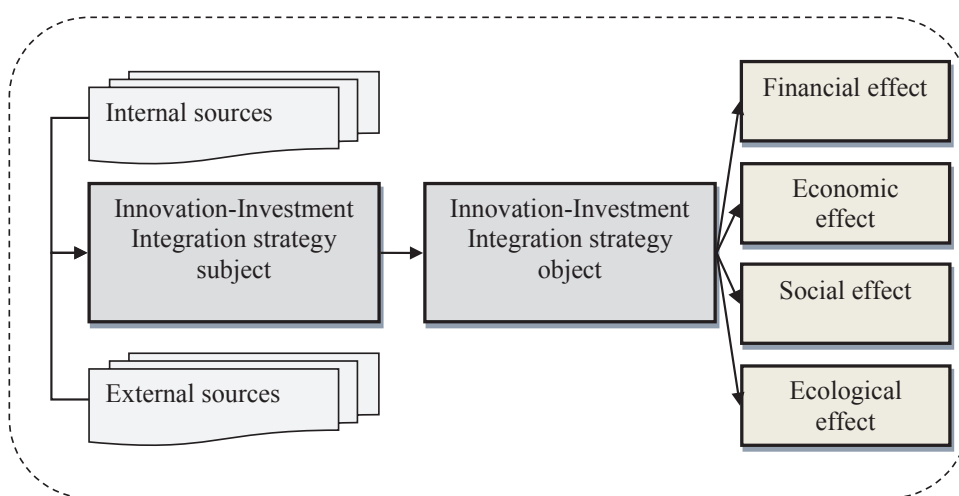 Internal sources
Innovation-Investment
Integration strategy
subject
External sources
Innovation-Investment
Integration strategy
object
Financial effect
Economic
effect
Social effect
Ecological
effect